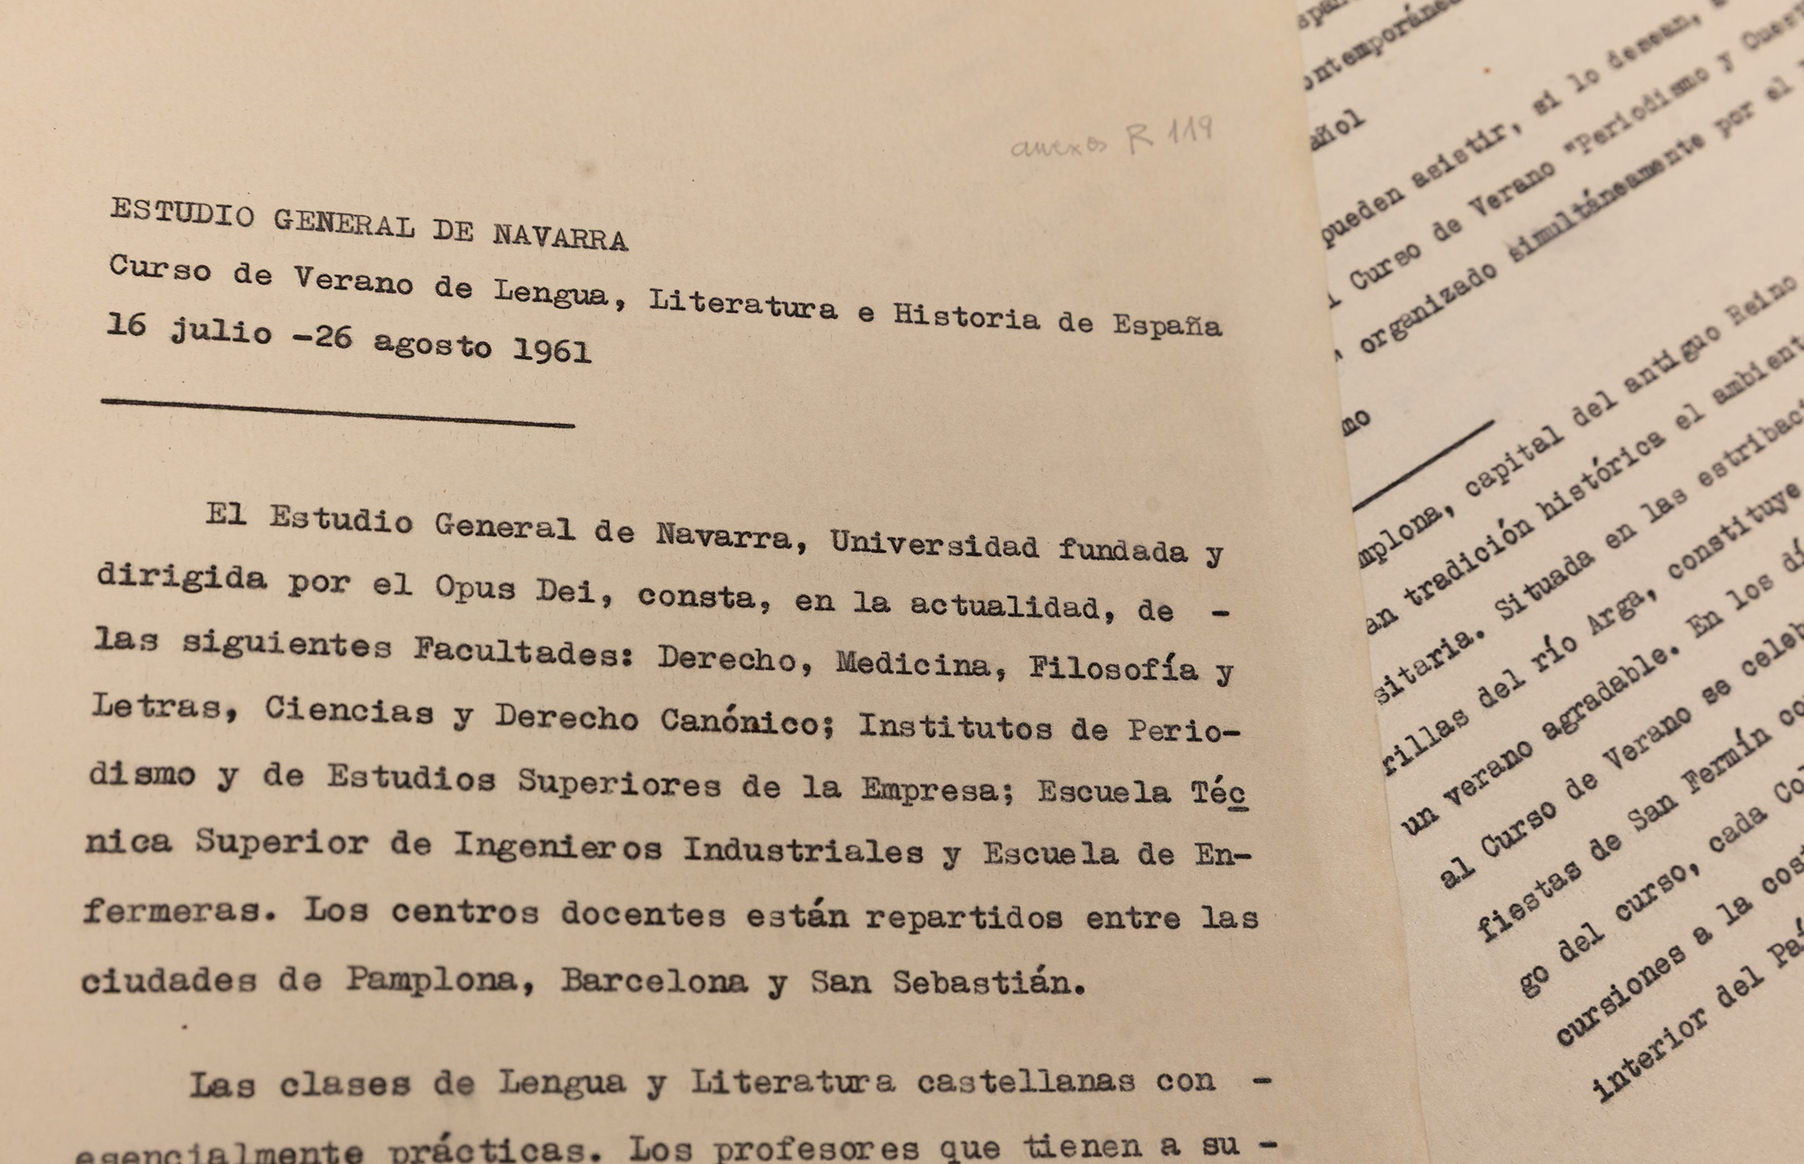 anexos R 119
ESTUDIO GENERAL DE NAVARRA
Curso de Verano de Lengua, Literatura e Historia de España
16 julio -26 agosto 1961
El Estudio General de Navarra, Universidad fundada y
dirigida por el Opus Dei, consta, en la actualidad, de -
las siguientes Facultades: Derecho, Medicina, Filosofía y
Letras, Ciencias y Derecho Canónico; Institutos de Perio-
dismo y de Estudios Superiores de la Empresa; Escuela Téc
nica Superior de Ingenieros Industriales y Escuela de En-
fermeras. Los centros docentes están repartidos entre las
ciudades de Pamplona, Barcelona y San Sebastián.
Las clases de Lengua y Literatura castellanas con -
esencialmente prácticas. Los profesores que tienen a su -
ontemporánea
añol
pueden asistir, si lo desean,
l Curso de Verano "Periodismo y Cues
organizado simultáneamente por el
mo
mplona, capital del antiguo Reino
an tradición histórica el ambient
sitaria. Situada en las estribaci
rillas del río Arga, constituye
un verano agradable. En los dí
al Curso de Verano se celeb
fiestas de San Fermín co
go del curso, cada Co
cursiones a la cos
interior del Paí